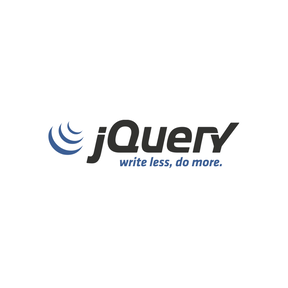 jQuery
write less, do more.